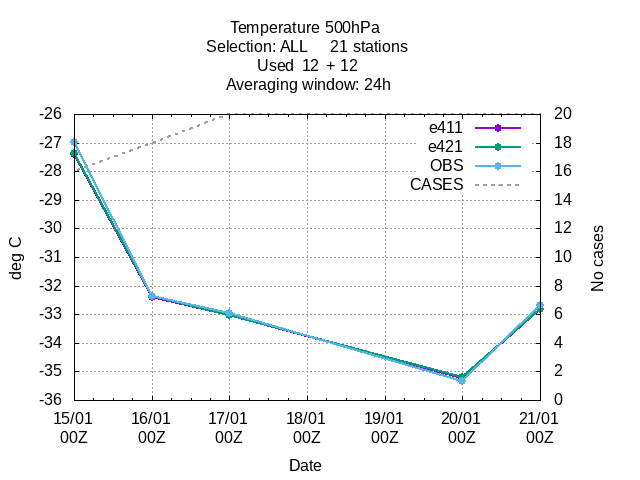 Temperature 500hPa
Selection: ALL 21 stations
Used 12 + 12
Averaging window: 24h
-26 20
-27 e411 18
e421
-28 OBS 16
CASES
-29 14
-30 12
-31 10
-32 8
-33 6
-34 4
-35 2
-36 0
deg C
No cases
15/01 16/01 17/01 18/01 19/01 20/01 21/01
00Z 00Z 00Z 00Z 00Z 00Z 00Z
Date